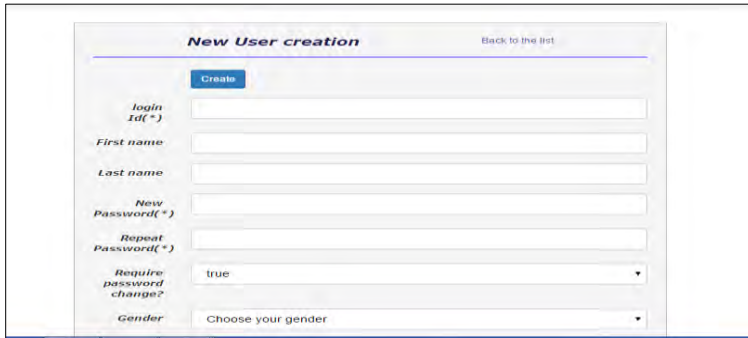 New User creation
Back to the list
Create
login
Id(*)
First name
Last name
New
Password(*)
Repeat
Password(*)
Require
password
change?
true
Gender
Choose your gender